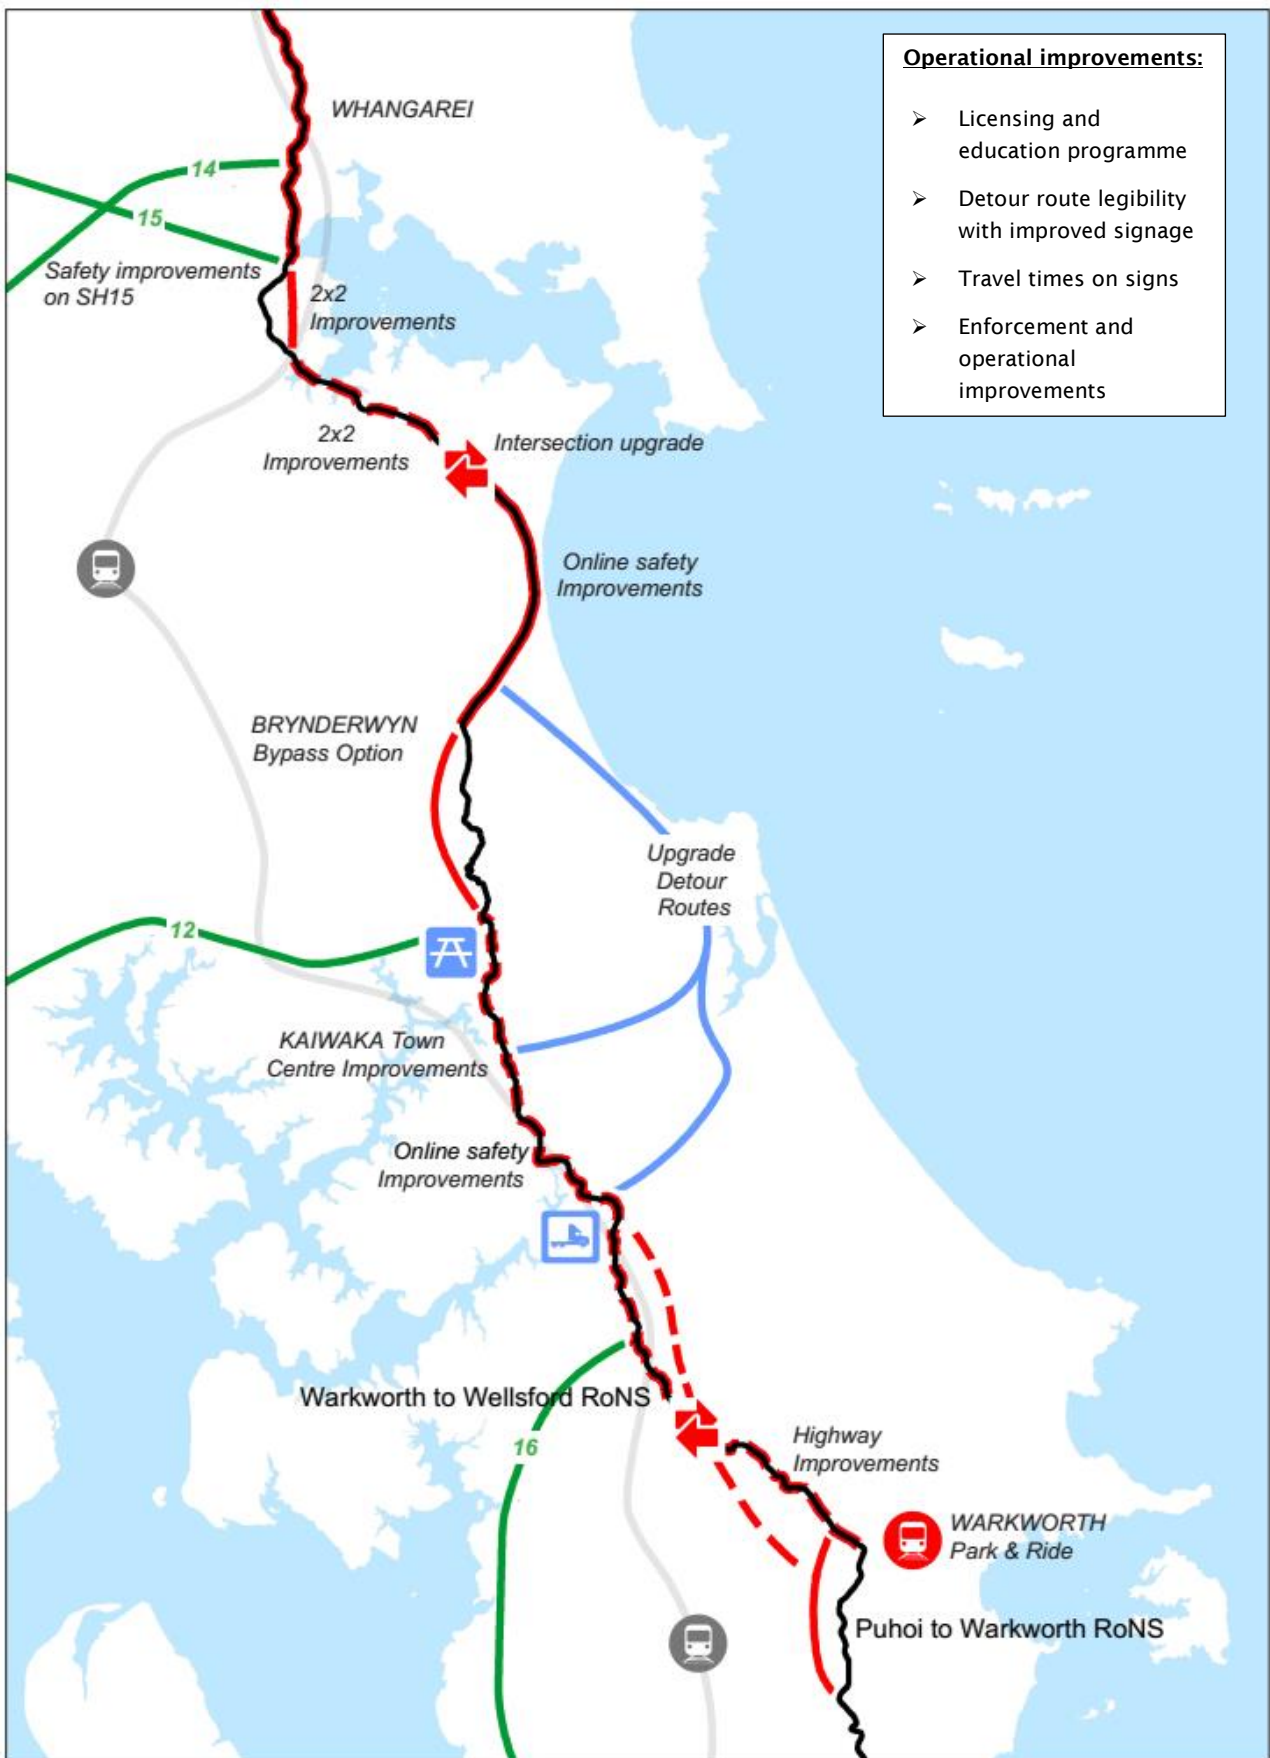 Operational improvements:
➢ Licensing and
education programme
➢ Detour route legibility
with improved signage
➢ Travel times on signs
➢ Enforcement and
operational
improvements
WHANGAREI
14
15
Safety improvements
on SH15
2x2
Improvements
2x2
Improvements
Intersection upgrade
Online safety
Improvements
BRYNDERWYN
Bypass Option
Upgrade
Detour
Routes
12
KAIWAKA Town
Centre Improvements
Online safety
Improvements
Warkworth to Wellsford RoNS
16
Highway
Improvements
WARKWORTH
Park & Ride
Puhoi to Warkworth RoNS